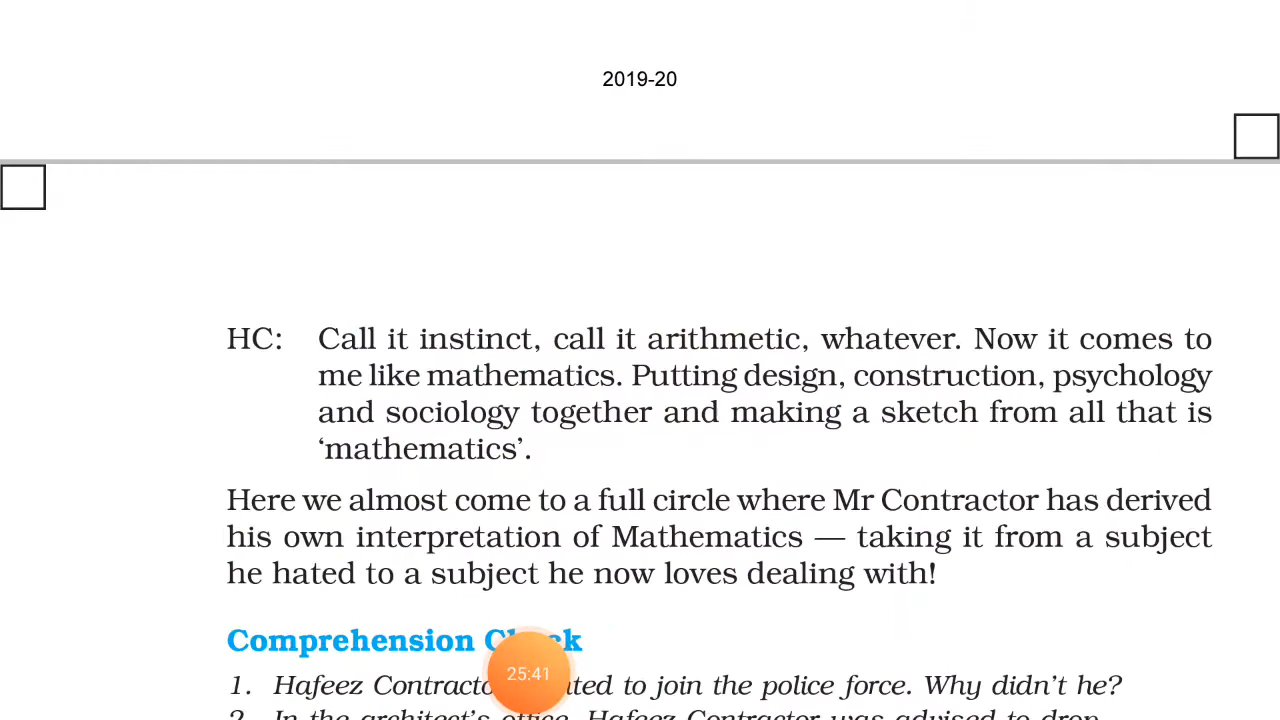 2019-20
HC: Call it instinct, call it arithmetic, whatever. Now it comes to
me like mathematics. Putting design, construction, psychology
and sociology together and making a sketch from all that is
‘mathematics’.
Here we almost come to a full circle where Mr Contractor has derived
his own interpretation of Mathematics — taking it from a subject
he hated to a subject he now loves dealing with!
Comprehension
25:41
1. Hafeez to join the police force. Why didn’t he?
2. In the architect’s office, Hafeez Contractor was advised to drop